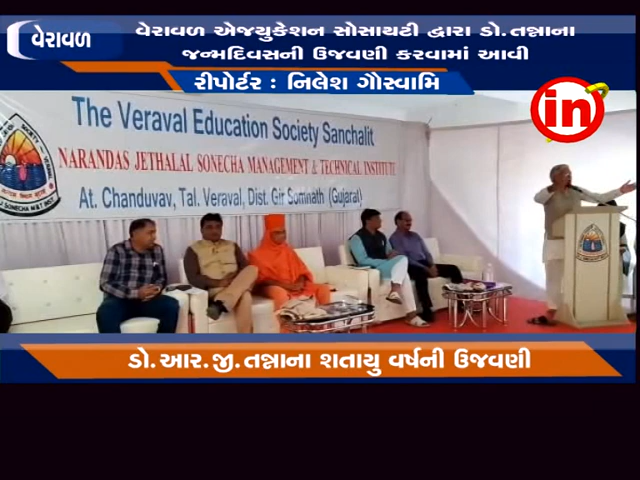 વેરાવળ
વેરાવળ એજ્યુકેશન સોસાયટી દ્વારા ડો.તન્નાના
જન્મદિવસની ઉજવણી કરવામાં આવી
રીપોર્ટર : નિલેશ ગૌસ્વામિ
in
The Veraval Education Society Sanchalit
NARANDAS JETHALAL SONECHA MANAGEMENT & TECHNICAL INSTITUTE
At. Chanduvav, Tal. Veraval, Dist. Gir Somnath (Gujarat)
ડો.આર.જી.તન્નાના શતાયુ વર્ષની ઉજવણી